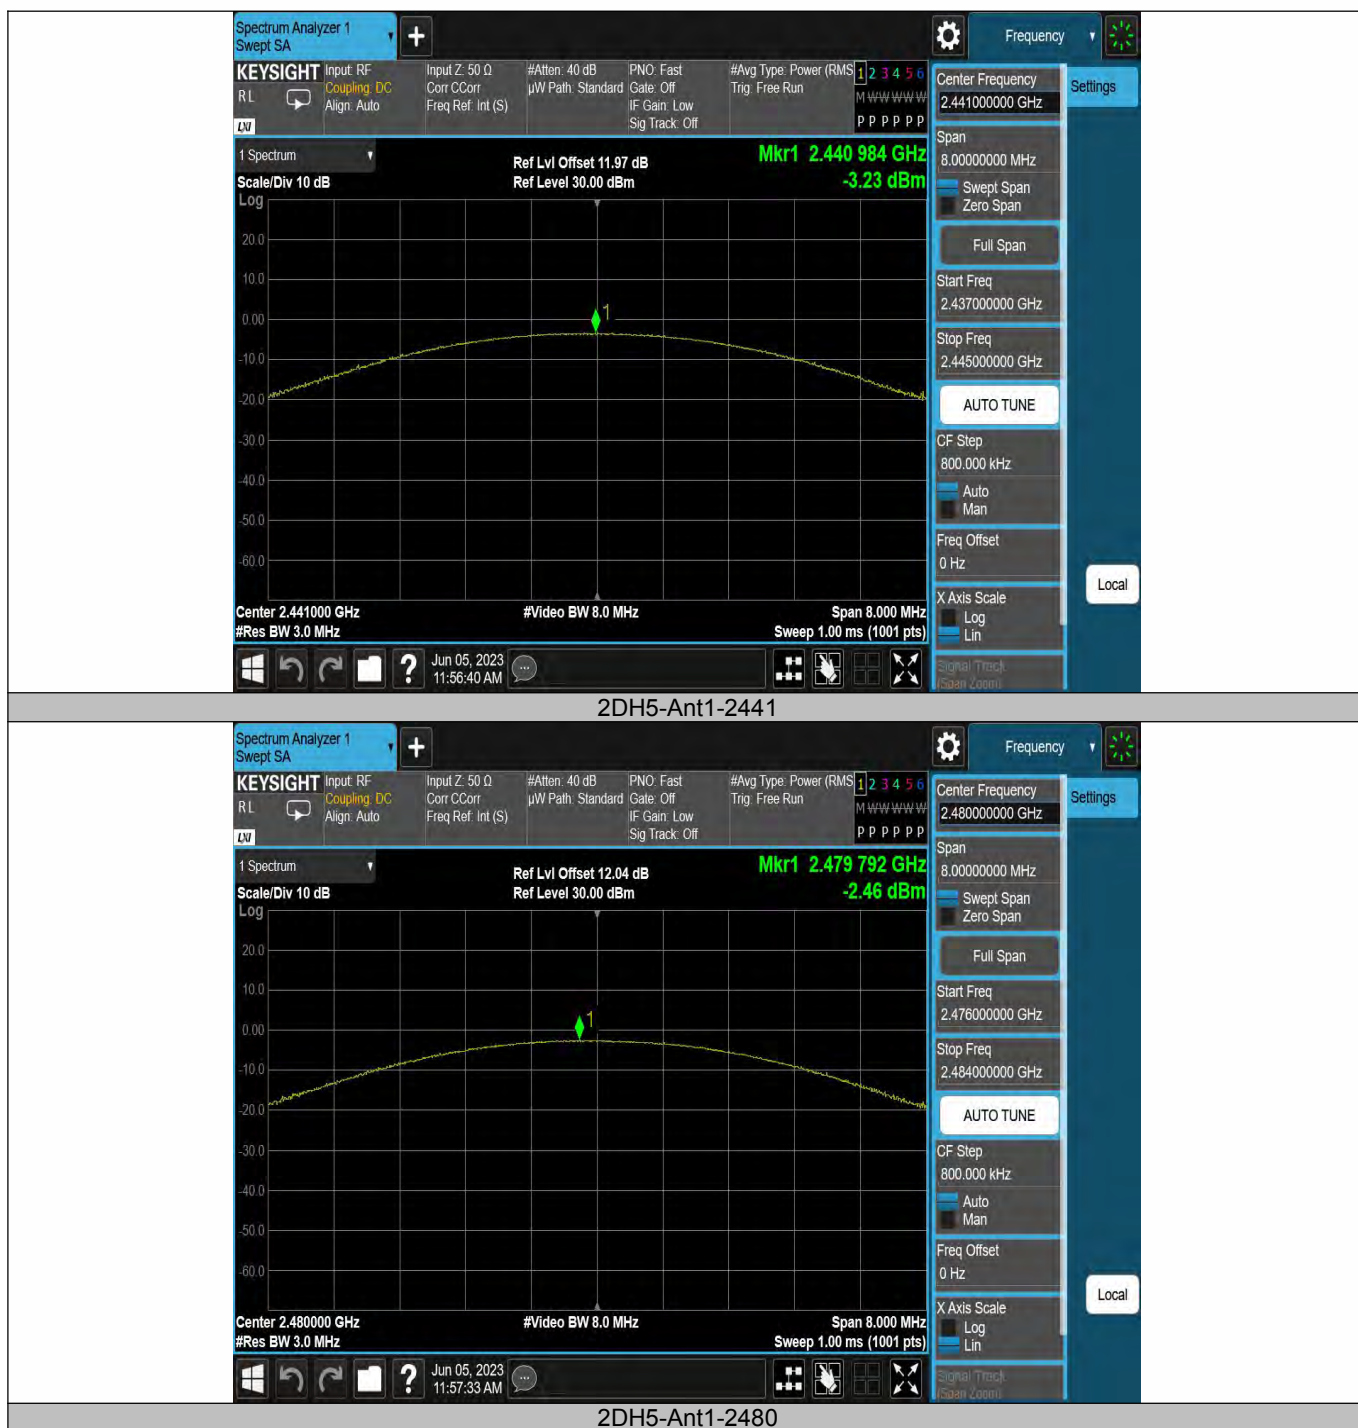 Spectrum Analyzer 1
Swept SA
+
Frequency
KEYSIGHT
Input: RF
Coupling: DC
Align: Auto
Input Z: 50 Ω
Corr CCorr
Freq Ref: Int (S)
#Atten: 40 dB
µW Path: Standard
PNO: Fast
Gate: Off
IF Gain: Low
Sig Track: Off
#Avg Type: Power (RMS
Trig: Free Run
1 2 3 4 5 6
M W W W W W
P P P P P P
R L
LXI
Center Frequency
2.441000000 GHz
Settings
1 Spectrum
Scale/Div 10 dB
Log
Ref Lvl Offset 11.97 dB
Ref Level 30.00 dBm
Mkr1 2.440 984 GHz
-3.23 dBm
Span
8.00000000 MHz
Swept Span
Zero Span
Full Span
Start Freq
2.437000000 GHz
Stop Freq
2.445000000 GHz
AUTO TUNE
CF Step
800.000 kHz
Auto
Man
Freq Offset
0 Hz
X Axis Scale
Log
Lin
Signal Track
(Span Zoom)
Local
20.0
10.0
0.00
-10.0
-20.0
-30.0
-40.0
-50.0
-60.0
1
Center 2.441000 GHz
#Res BW 3.0 MHz
#Video BW 8.0 MHz
Span 8.000 MHz
Sweep 1.00 ms (1001 pts)
?
Jun 05, 2023
11:56:40 AM
2DH5-Ant1-2441
Spectrum Analyzer 1
Swept SA
+
Frequency
KEYSIGHT
Input: RF
Coupling: DC
Align: Auto
Input Z: 50 Ω
Corr CCorr
Freq Ref: Int (S)
#Atten: 40 dB
µW Path: Standard
PNO: Fast
Gate: Off
IF Gain: Low
Sig Track: Off
#Avg Type: Power (RMS
Trig: Free Run
1 2 3 4 5 6
M W W W W W
P P P P P P
R L
LXI
Center Frequency
2.480000000 GHz
Settings
1 Spectrum
Scale/Div 10 dB
Log
Ref Lvl Offset 12.04 dB
Ref Level 30.00 dBm
Mkr1 2.479 792 GHz
-2.46 dBm
Span
8.00000000 MHz
Swept Span
Zero Span
Full Span
Start Freq
2.476000000 GHz
Stop Freq
2.484000000 GHz
AUTO TUNE
CF Step
800.000 kHz
Auto
Man
Freq Offset
0 Hz
X Axis Scale
Log
Lin
Signal Track
(Span Zoom)
Local
20.0
10.0
0.00
-10.0
-20.0
-30.0
-40.0
-50.0
-60.0
1
Center 2.480000 GHz
#Res BW 3.0 MHz
#Video BW 8.0 MHz
Span 8.000 MHz
Sweep 1.00 ms (1001 pts)
?
Jun 05, 2023
11:57:33 AM
2DH5-Ant1-2480